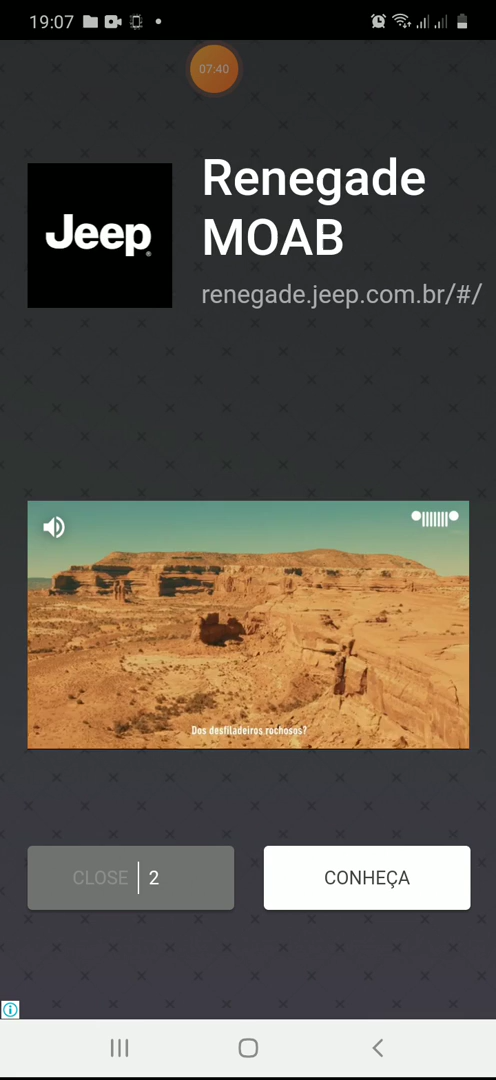 19:07
07:40
Jeep
Renegade
MOAB
renegade.jeep.com.br/#/
Dos desfiladeiros rochosos?
CLOSE 2
CONHEÇA